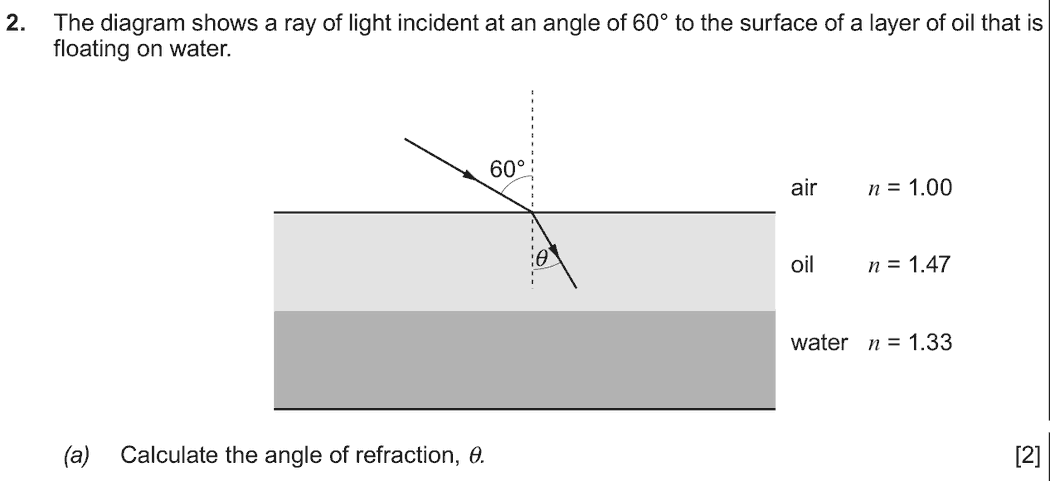 2. The diagram shows a ray of light incident at an angle of 60° to the surface of a layer of oil that is
floating on water.
60°
air n = 1.00
θ
oil n = 1.47
water n = 1.33
(a) Calculate the angle of refraction, θ. [2]